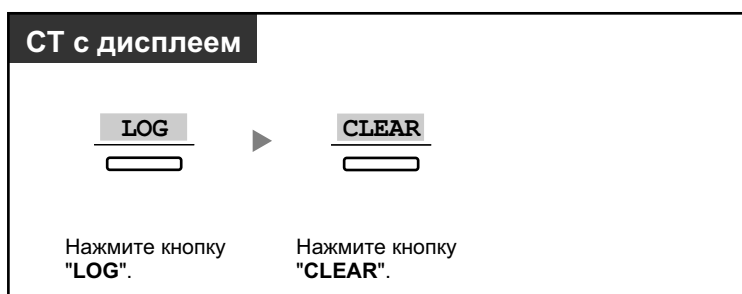 СТ с дисплеем
LOG
CLEAR
Нажмите кнопку
"LOG".
Нажмите кнопку
"CLEAR".